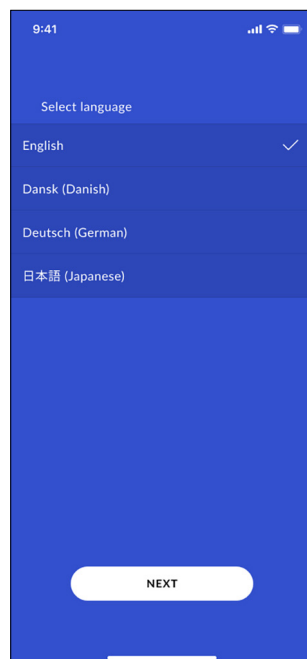 9:41
Select language
English
Dansk (Danish)
Deutsch (German)
日本語 (Japanese)
NEXT